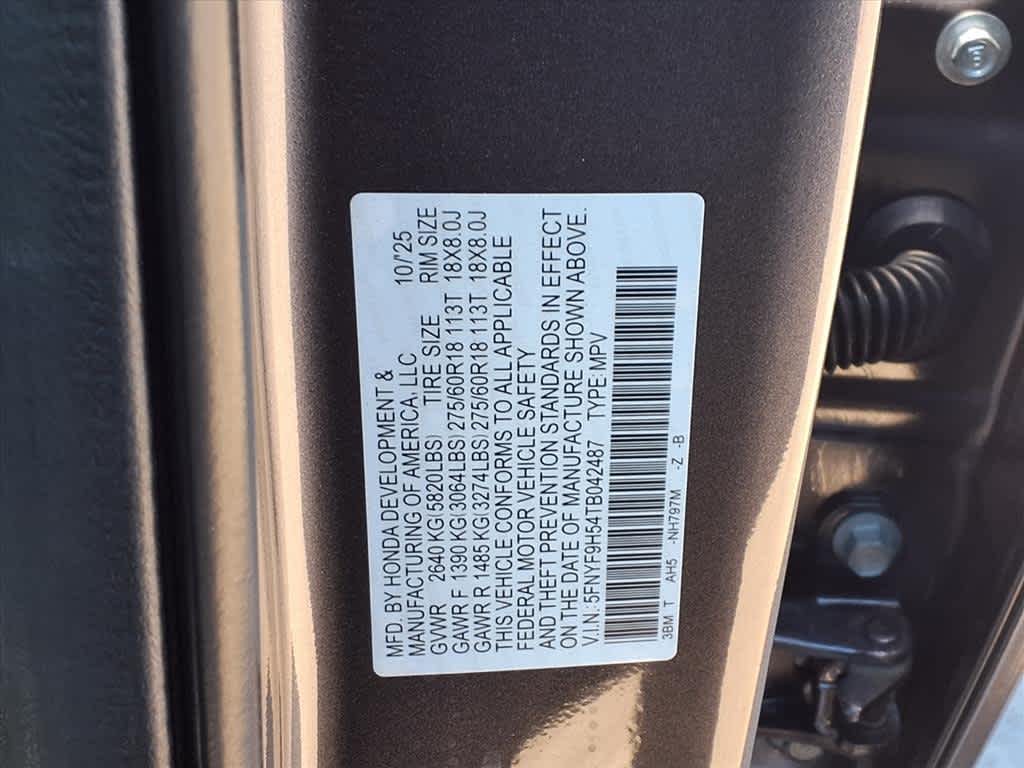 MFD. BY HONDA DEVELOPMENT &
MANUFACTURING OF AMERICA, LLC 10/'25
GVWR 2640 KG(5820LBS) TIRE SIZE RIM SIZE
GAWR F 1390 KG(3064LBS) 275/60R18 113T 18X8.0J
GAWR R 1485 KG(3274LBS) 275/60R18 113T 18X8.0J
THIS VEHICLE CONFORMS TO ALL APPLICABLE
FEDERAL MOTOR VEHICLE SAFETY
AND THEFT PREVENTION STANDARDS IN EFFECT
ON THE DATE OF MANUFACTURE SHOWN ABOVE.
V.I.N.: 5FNYF9H54TB042487 TYPE: MPV
3BM T AH5 -NH797M -Z -B